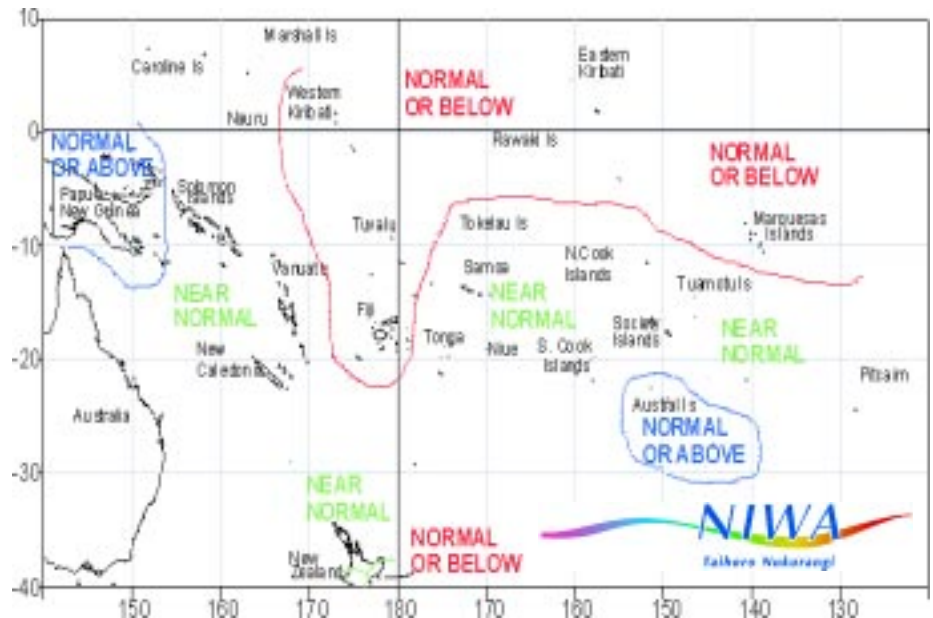 10
0
-10
-20
-30
-40
Marshall Is
Caroline Is
Eastern
Kiribati
Western
Kiribati
NORMAL
OR BELOW
Nauru
Rawaki Is
NORMAL
OR ABOVE
NORMAL
OR BELOW
Papua
New Guinea
Solomon
Islands
Tuvalu
Tokelau Is
Marquesas
Islands
Vanuatu
Samoa
N.Cook
Islands
Tuamotu Is
NEAR
NORMAL
Fiji
NEAR
NORMAL
Tonga
Niue
Society
Islands
NEAR
NORMAL
New
Caledonia
S. Cook
Islands
Pitcairn
Australia
Austral Is
NORMAL
OR ABOVE
NEAR
NORMAL
NIWA
Taihoro Nukurangi
New
Zealand
NORMAL
OR BELOW
150
160
170
180
170
160
150
140
130